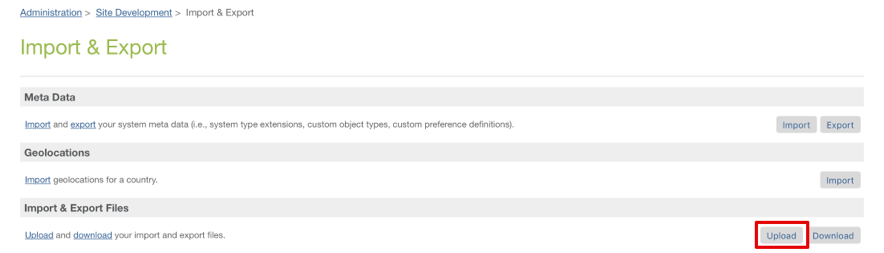 Administration > Site Development > Import & Export
Import & Export
Meta Data
Import and export your system meta data (i.e., system type extensions, custom object types, custom preference definitions). Import Export
Geolocations
Import geolocations for a country. Import
Import & Export Files
Upload and download your import and export files. Upload Download